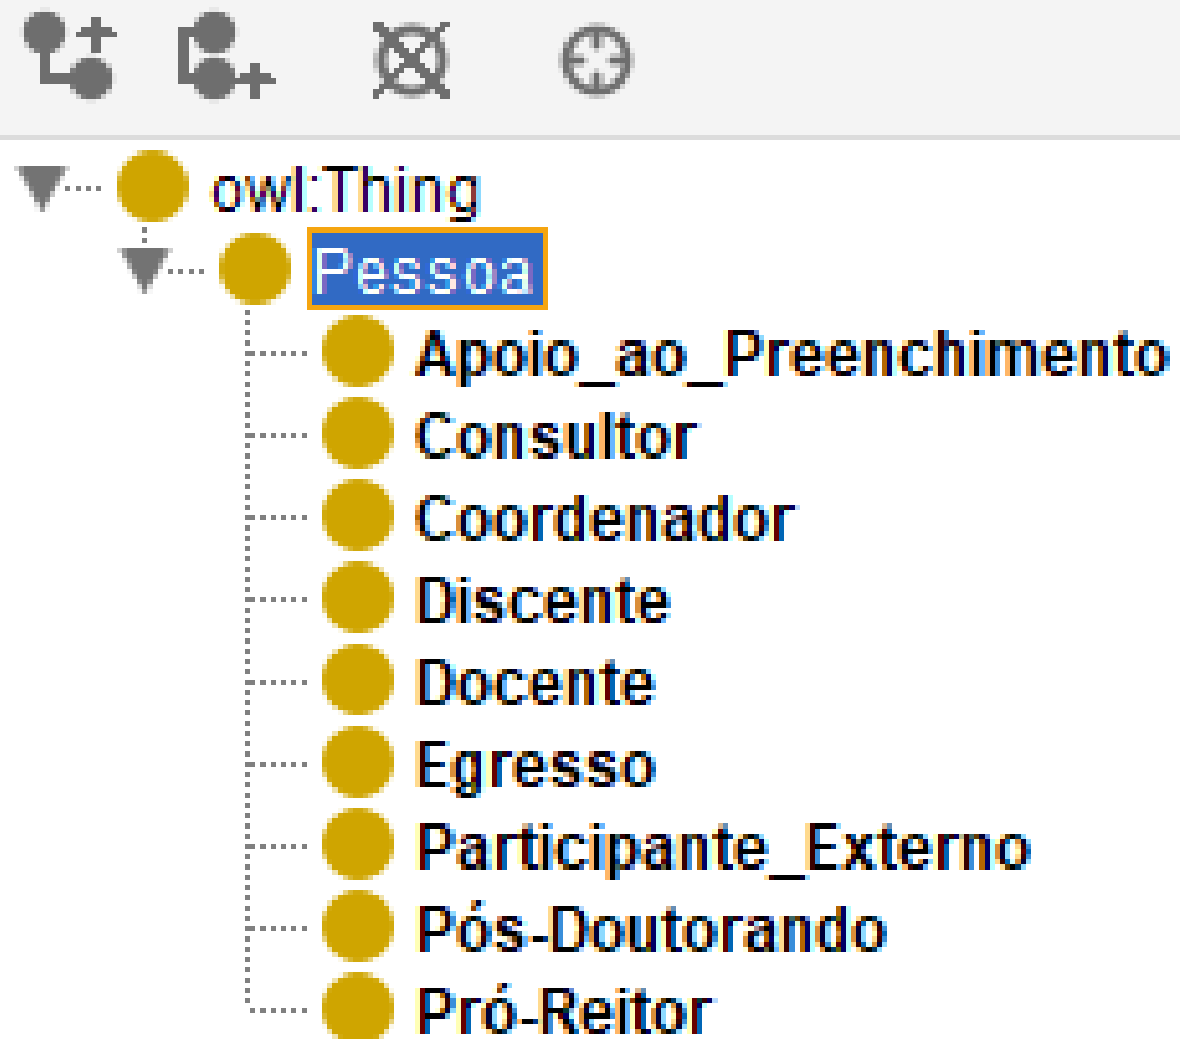 owl:Thing
Pessoa
Apoio_ao_Preenchimento
Consultor
Coordenador
Discente
Docente
Egresso
Participante_Externo
Pós-Doutorando
Pró-Reitor